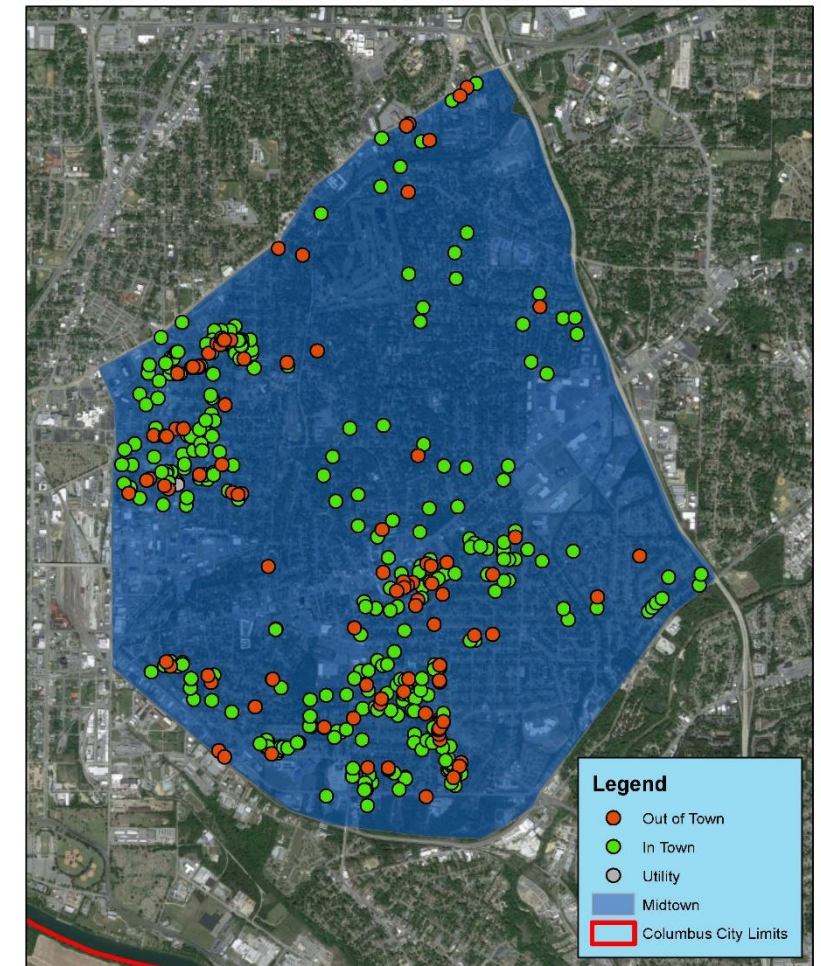 Legend
Out of Town
In Town
Utility
Midtown
Columbus City Limits